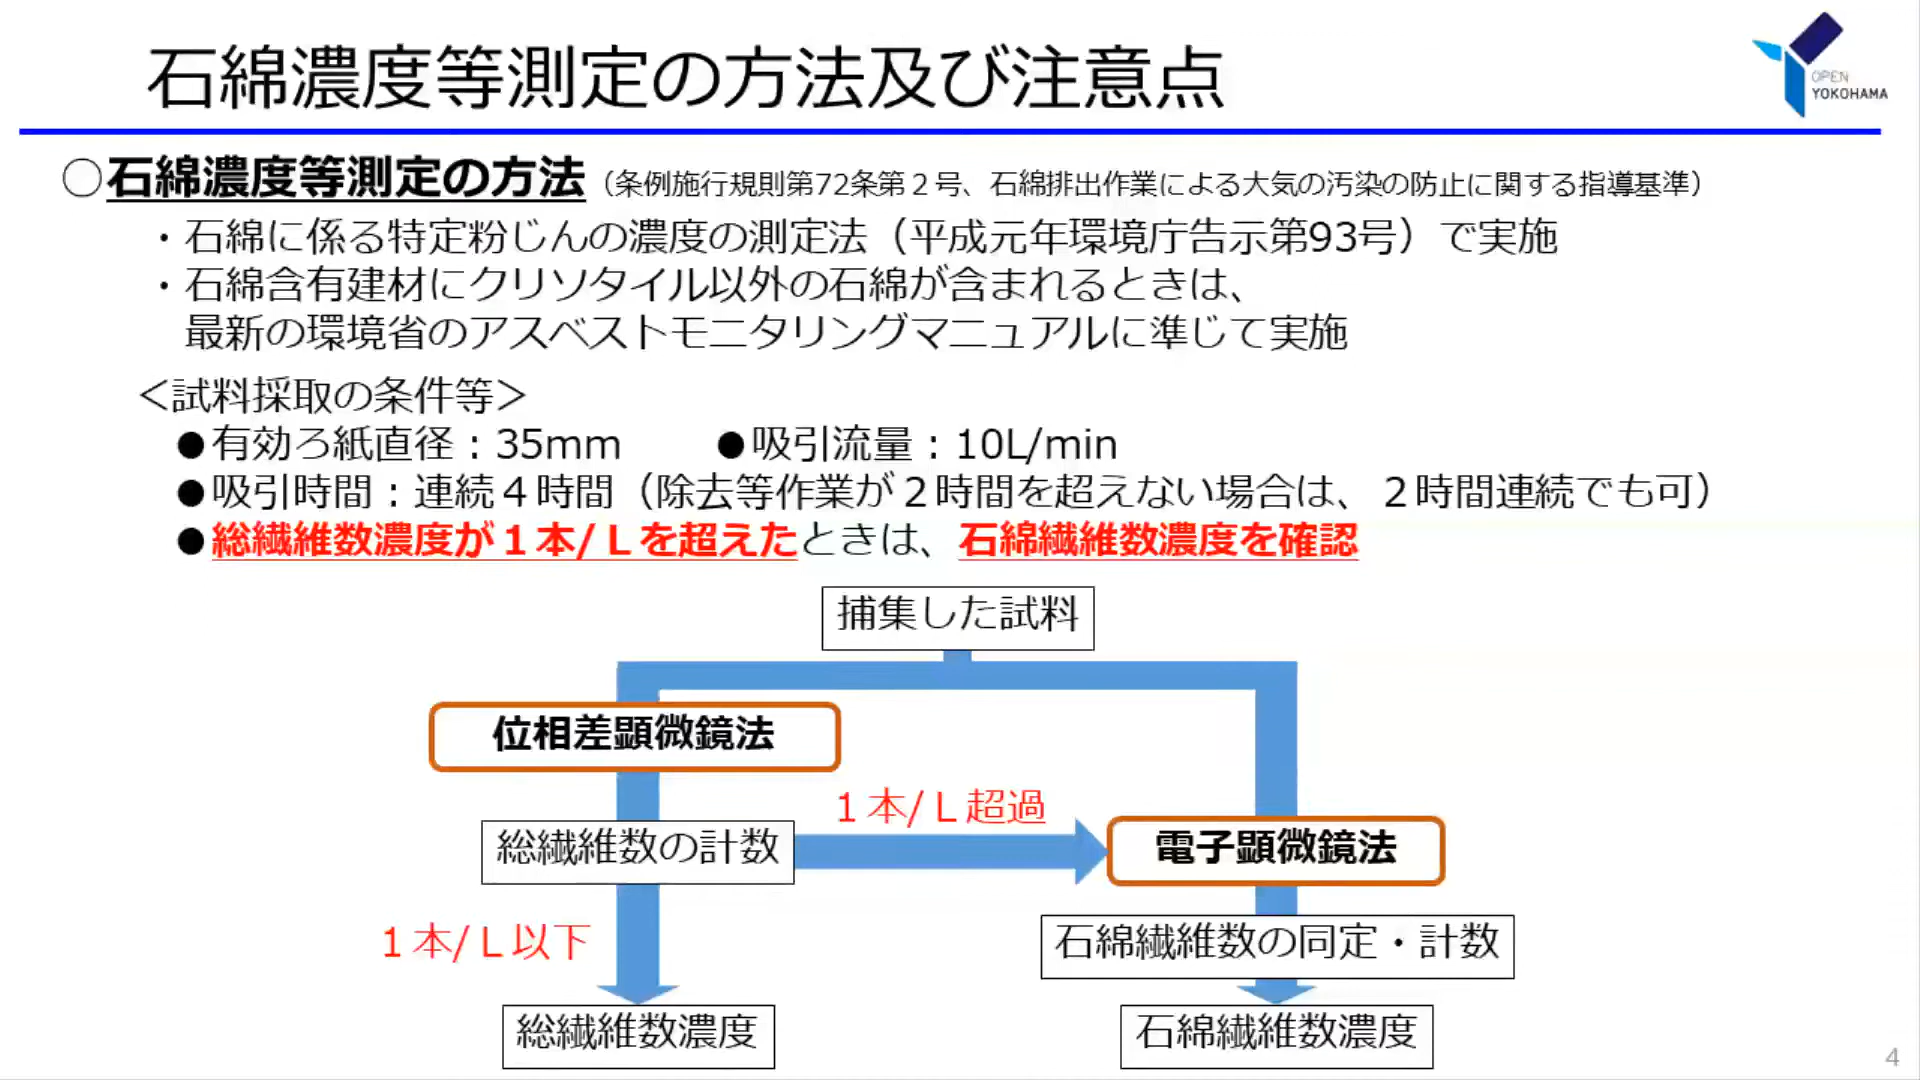 石綿濃度等測定の方法及び注意点
OPEN
YOKOHAMA
○石綿濃度等測定の方法（条例施行規則第72条第２号、石綿排出作業による大気の汚染の防止に関する指導基準）
・石綿に係る特定粉じんの濃度の測定法（平成元年環境庁告示第93号）で実施
・石綿含有建材にクリソタイル以外の石綿が含まれるときは、
最新の環境省のアスベストモニタリングマニュアルに準じて実施
＜試料採取の条件等＞
●有効ろ紙直径：35mm　●吸引流量：10L/min
●吸引時間：連続４時間（除去等作業が２時間を超えない場合は、２時間連続でも可）
●総繊維数濃度が１本/Ｌを超えたときは、石綿繊維数濃度を確認
捕集した試料
位相差顕微鏡法
１本/Ｌ超過
総繊維数の計数
電子顕微鏡法
１本/Ｌ以下
石綿繊維数の同定・計数
総繊維数濃度
石綿繊維数濃度
4